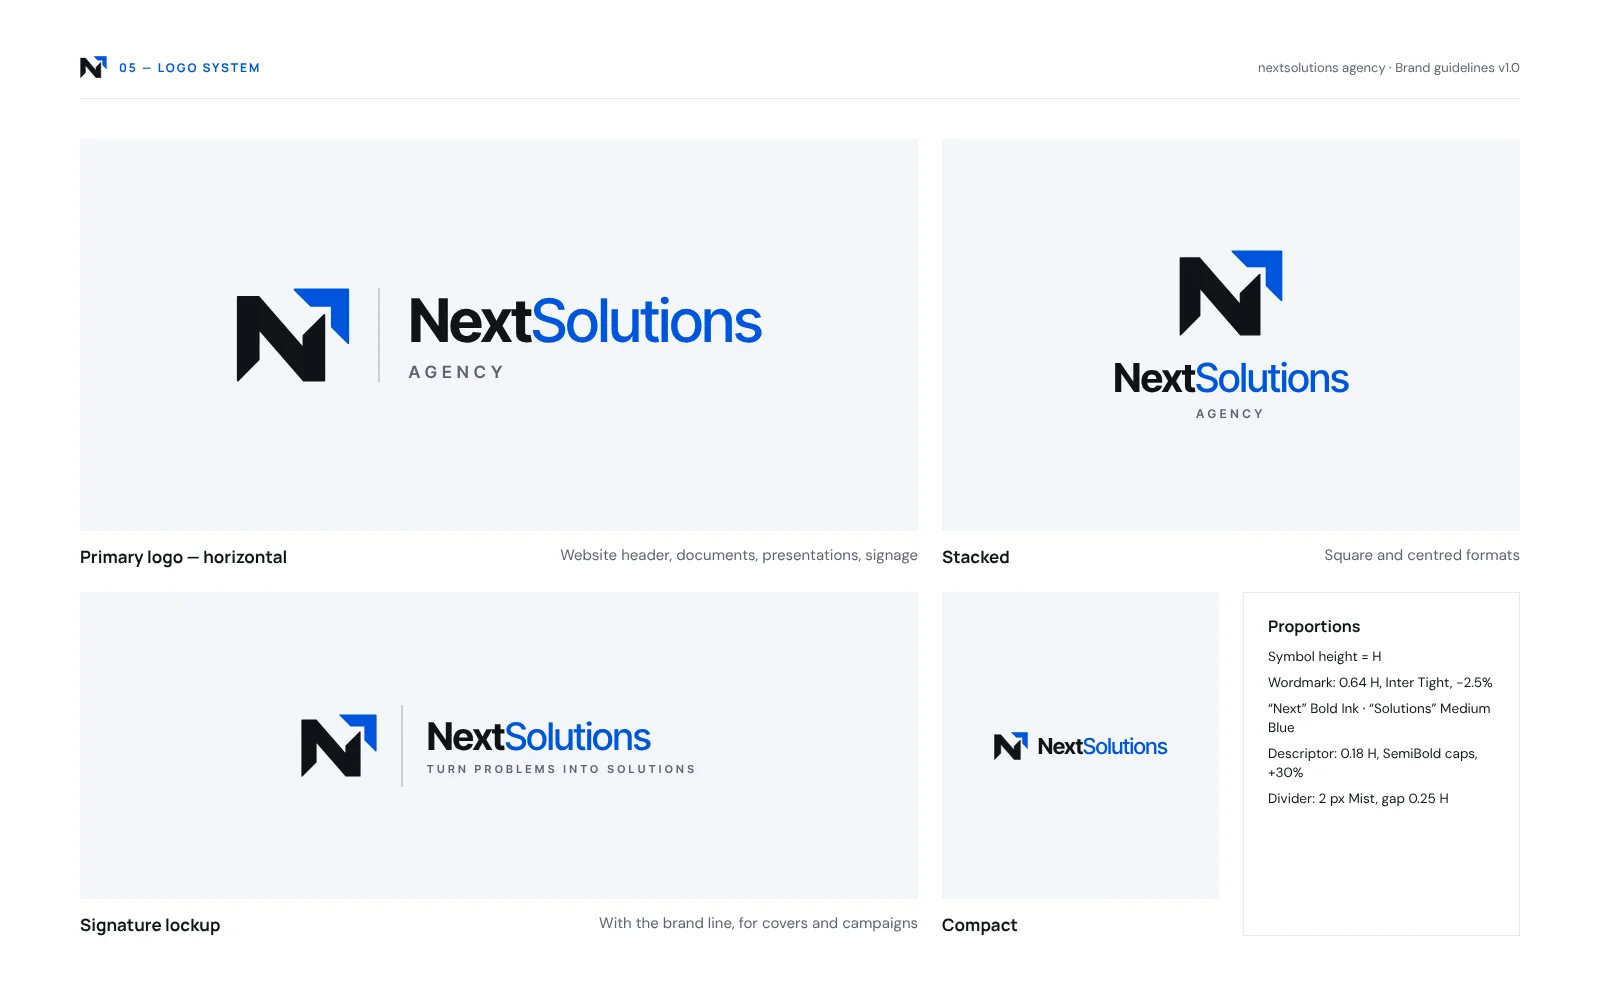 05 — LOGO SYSTEM
nextsolutions agency · Brand guidelines v1.0
NextSolutions
AGENCY
NextSolutions
AGENCY
Primary logo — horizontal
Website header, documents, presentations, signage
Stacked
Square and centred formats
NextSolutions
TURN PROBLEMS INTO SOLUTIONS
Signature lockup
With the brand line, for covers and campaigns
NextSolutions
Compact
Proportions
Symbol height = H
Wordmark: 0.64 H, Inter Tight, −2.5%
“Next” Bold Ink · “Solutions” Medium
Blue
Descriptor: 0.18 H, SemiBold caps,
+30%
Divider: 2 px Mist, gap 0.25 H